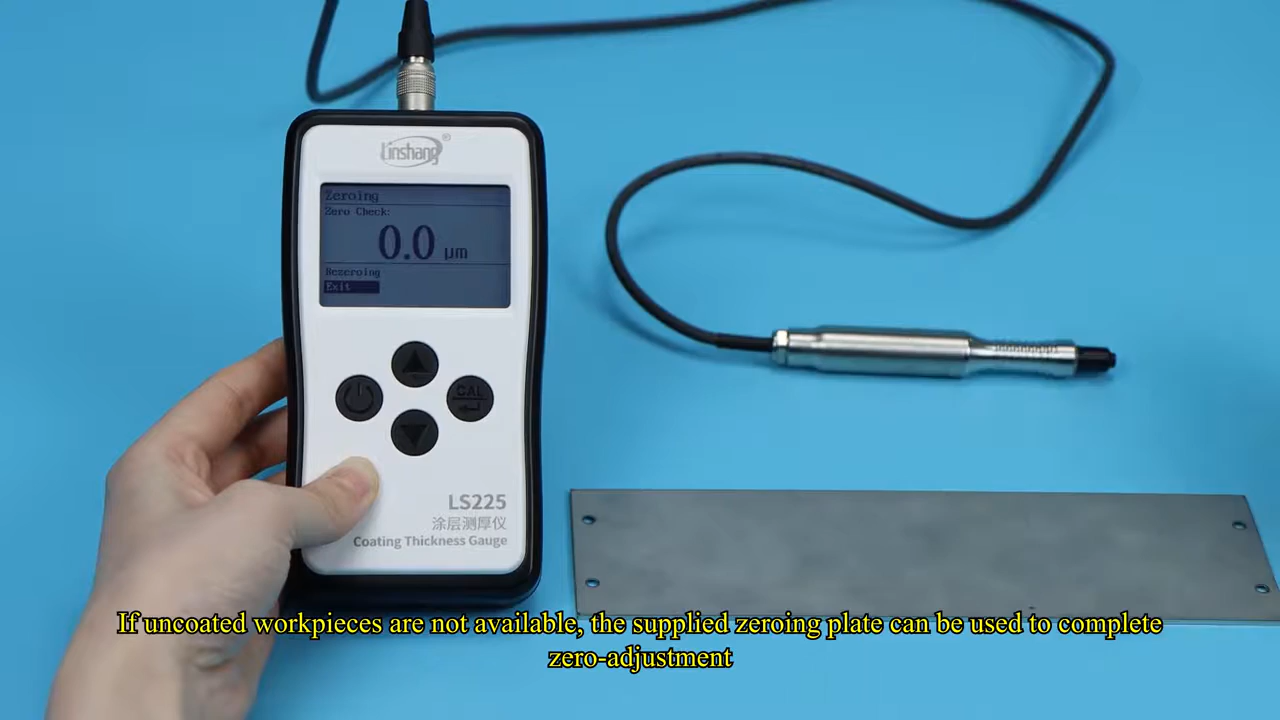 Linshang®
Zeroing
Zero Check:
0.0 μm
Rezeroing
Exit
CAL
LS225
涂层测厚仪
Coating Thickness Gauge
If uncoated workpieces are not available, the supplied zeroing plate can be used to complete
zero-adjustment